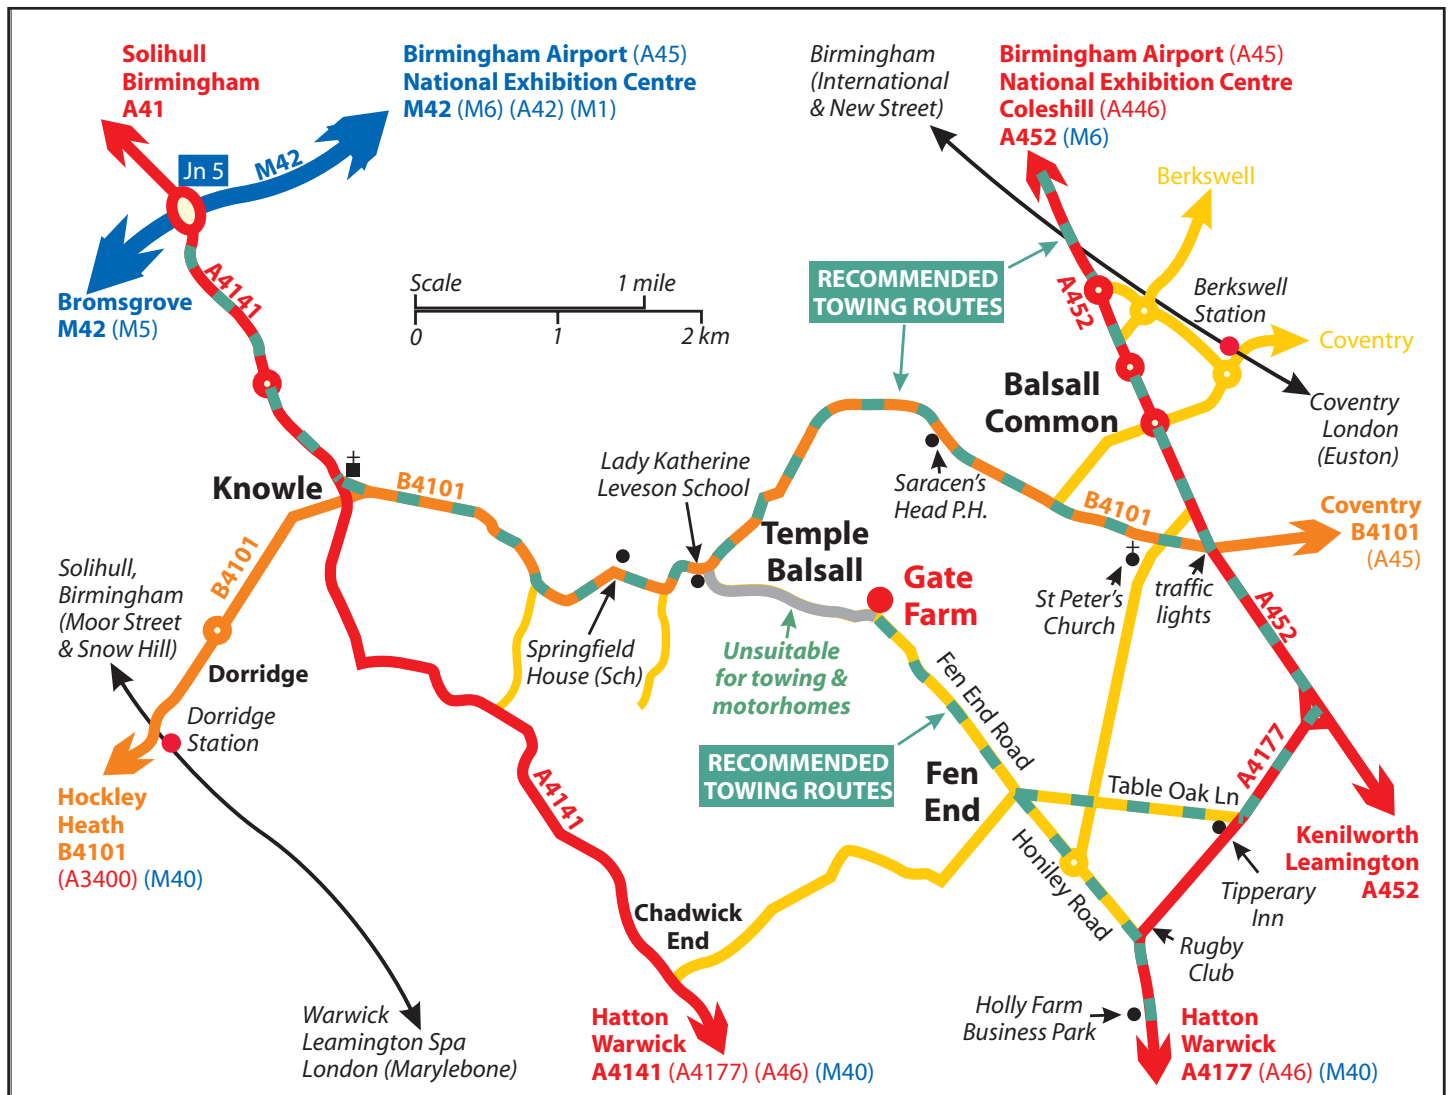 Solihull
Birmingham
A41
Birmingham Airport (A45)
National Exhibition Centre
M42 (M6) (A42) (M1)
Birmingham
(International
& New Street)
Birmingham Airport (A45)
National Exhibition Centre
Coleshill (A446)
A452 (M6)
Jn 5
M42
Berkswell
Bromsgrove
M42 (M5)
A4141
Scale
1 mile
0
1
2 km
RECOMMENDED
TOWING ROUTES
A452
Berkswell
Station
Coventry
Balsall
Common
Coventry
London
(Euston)
Knowle
B4101
Lady Katherine
Leveson School
Saracen's
Head P.H.
B4101
Coventry
B4101
(A45)
Temple
Balsall
B4101
Solihull,
Birmingham
(Moor Street
& Snow Hill)
Gate
Farm
St Peter's
Church
traffic
lights
A452
Springfield
House (Sch)
Unsuitable
for towing &
motorhomes
Dorridge
Dorridge
Station
Fen End Road
RECOMMENDED
TOWING ROUTES
A4177
Fen
End
Table Oak Ln
Hockley
Heath
B4101
(A3400) (M40)
A4141
Honiley Road
Kenilworth
Leamington
A452
Tipperary
Inn
Chadwick
End
Rugby
Club
Warwick
Leamington Spa
London (Marylebone)
Hatton
Warwick
A4141 (A4177) (A46) (M40)
Holly Farm
Business Park
Hatton
Warwick
A4177 (A46) (M40)